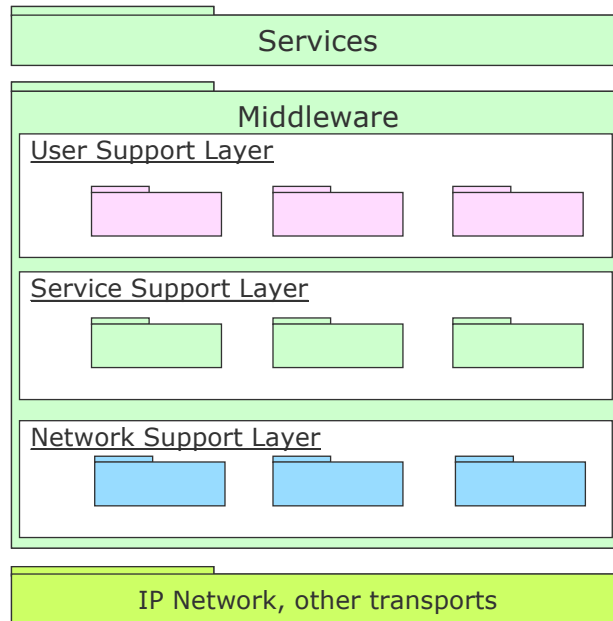 Services
Middleware
User Support Layer
Service Support Layer
Network Support Layer
IP Network, other transports